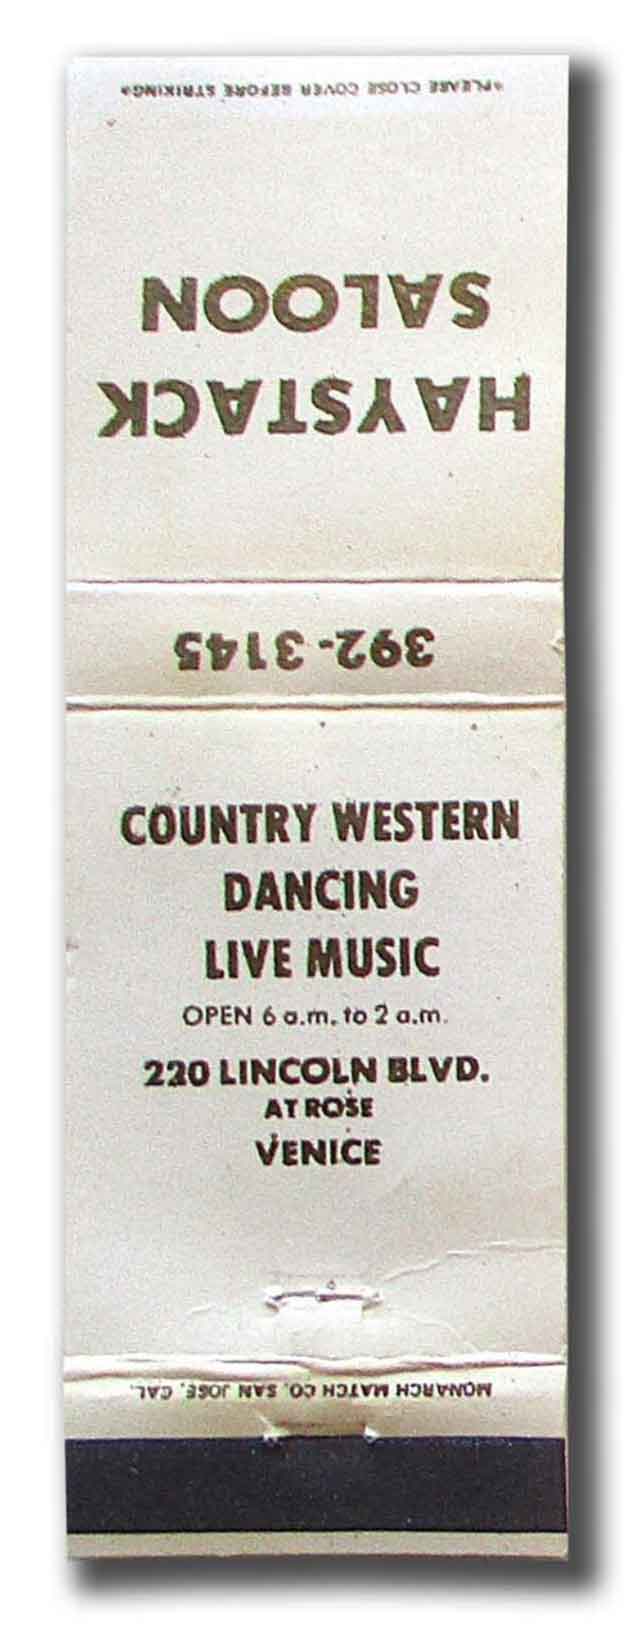 *PLEASE CLOSE COVER BEFORE STRIKING*
HAYSTACK
SALOON
392-3145
COUNTRY WESTERN
DANCING
LIVE MUSIC
OPEN 6 a.m. to 2 a.m.
220 LINCOLN BLVD.
AT ROSE
VENICE
MONARCH MATCH CO. SAN JOSE, CAL.